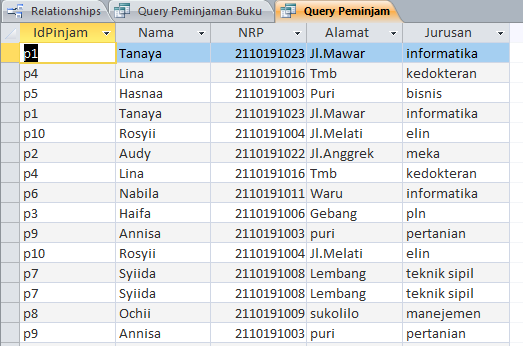 Relationships Query Peminjaman Buku Query Peminjam
IdPinjam Nama NRP Alamat Jurusan
p1 Tanaya 2110191023 Jl.Mawar informatika
p4 Lina 2110191016 Tmb kedokteran
p5 Hasnaa 2110191003 Puri bisnis
p1 Tanaya 2110191023 Jl.Mawar informatika
p10 Rosyii 2110191004 Jl.Melati elin
p2 Audy 2110191022 Jl.Anggrek meka
p4 Lina 2110191016 Tmb kedokteran
p6 Nabila 2110191011 Waru informatika
p3 Haifa 2110191006 Gebang pln
p9 Annisa 2110191003 puri pertanian
p10 Rosyii 2110191004 Jl.Melati elin
p7 Syiida 2110191008 Lembang teknik sipil
p7 Syiida 2110191008 Lembang teknik sipil
p8 Ochii 2110191009 sukolilo manejemen
p9 Annisa 2110191003 puri pertanian